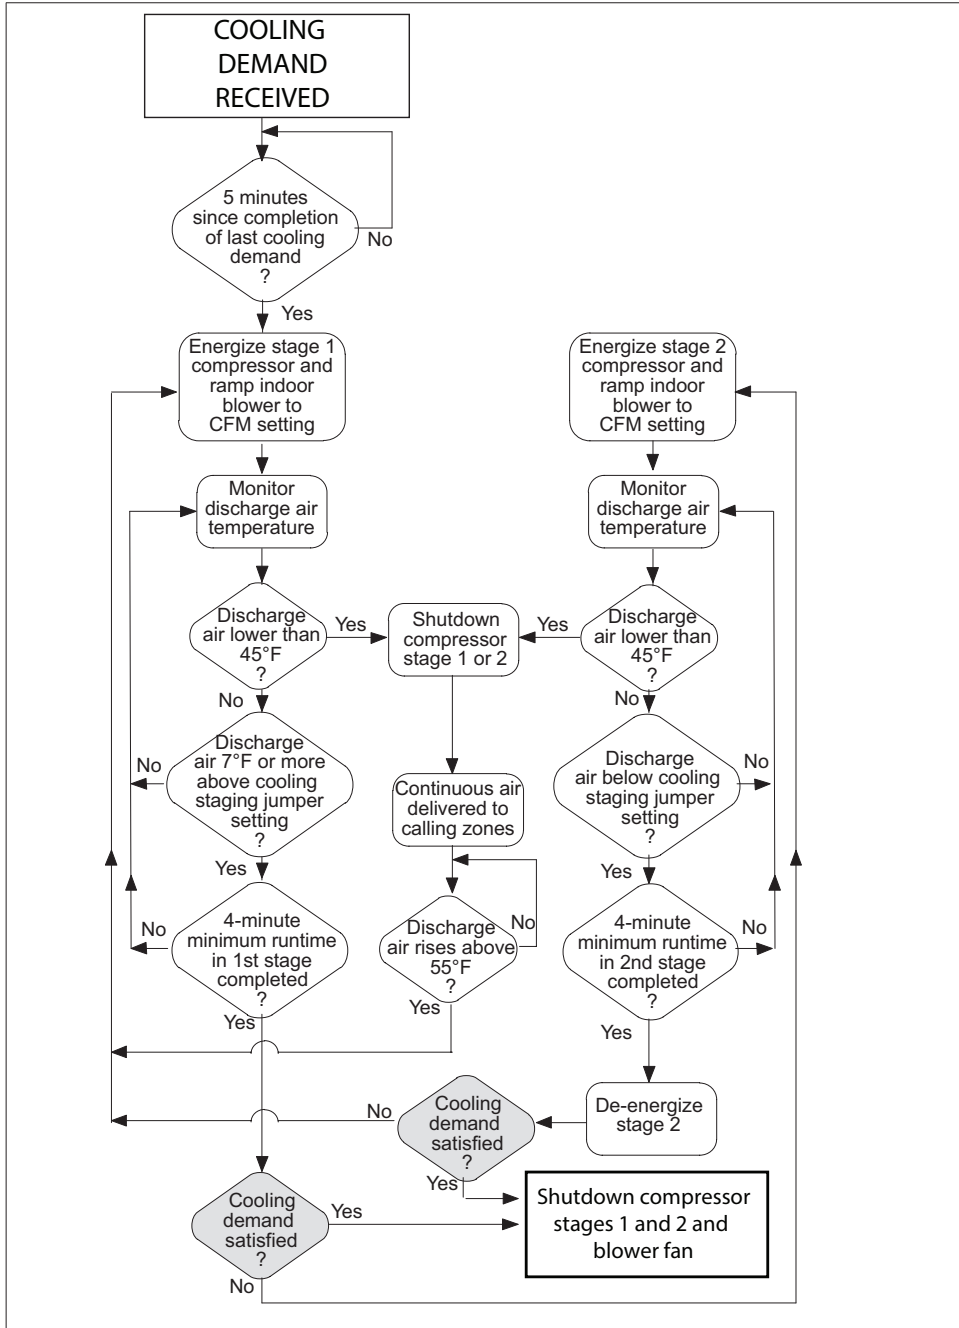 COOLING
DEMAND
RECEIVED
5 minutes
since completion
of last cooling
demand
?
No
Yes
Energize stage 1
compressor and
ramp indoor
blower to
CFM setting
Monitor
discharge air
temperature
Discharge
air lower than
45°F
?
Yes
No
Discharge
air 7°F or more
above cooling
staging jumper
setting
?
No
Yes
4-minute
minimum runtime
in 1st stage
completed
?
No
Yes
Shutdown
compressor
stage 1 or 2
Continuous air
delivered to
calling zones
Discharge
air rises above
55°F
?
No
Yes
Energize stage 2
compressor and
ramp indoor
blower to
CFM setting
Monitor
discharge air
temperature
Discharge
air lower than
45°F
?
Yes
No
Discharge
air below cooling
staging jumper
setting
?
No
Yes
4-minute
minimum runtime
in 2nd stage
completed
?
No
Yes
De-energize
stage 2
Cooling
demand
satisfied
?
No
Yes
Cooling
demand
satisfied
?
Yes
No
Shutdown compressor
stages 1 and 2 and
blower fan